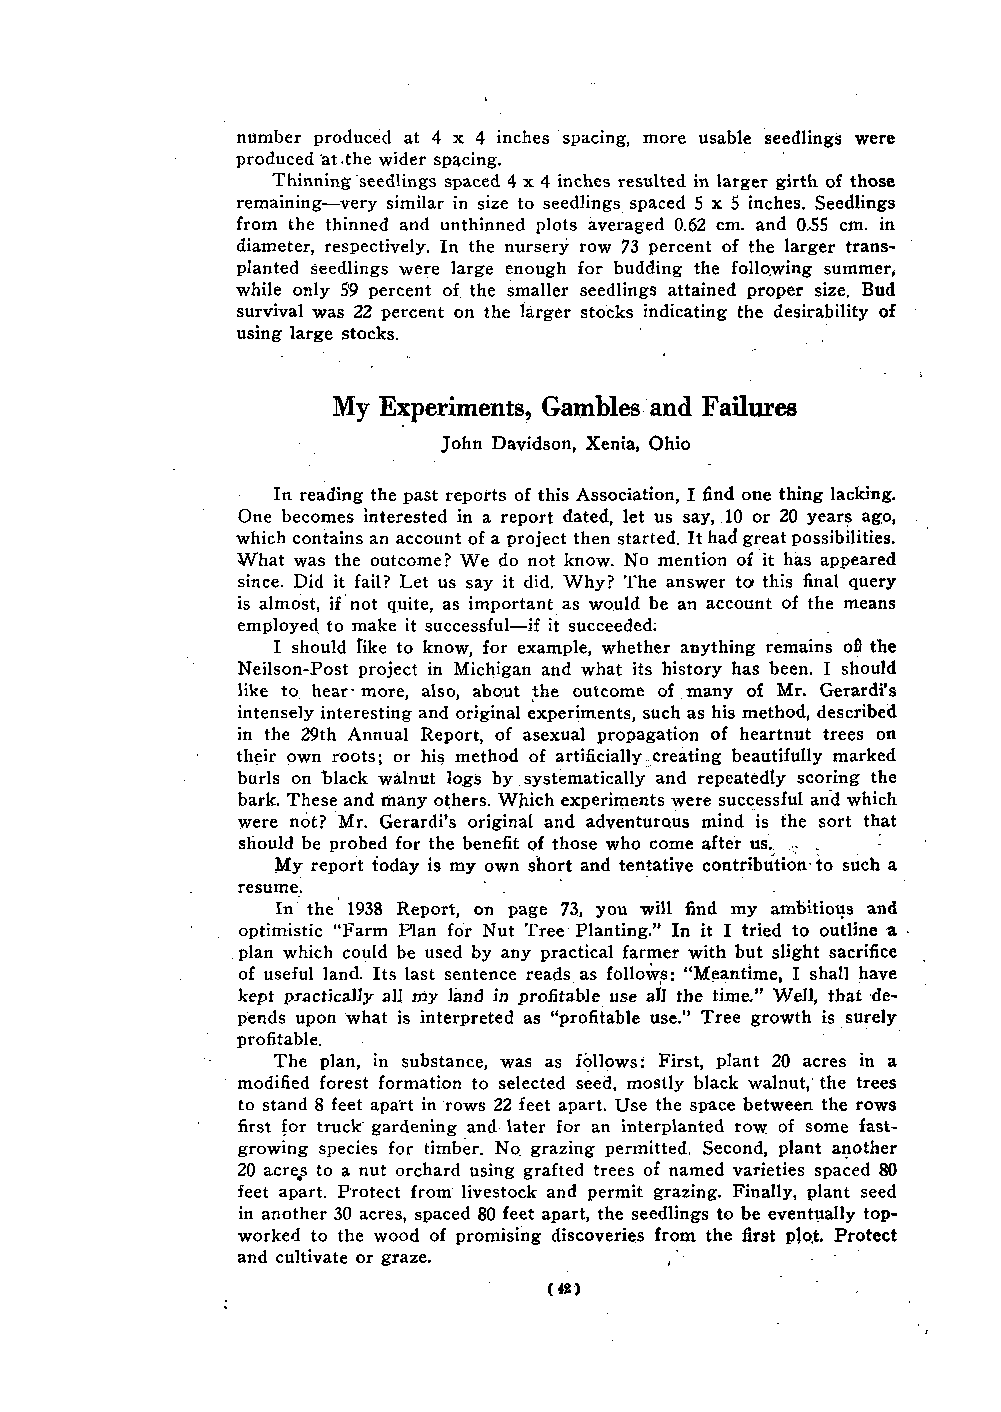 number produced at 4 x 4 inches spacing, more usable seedlings were
produced at the wider spacing.
Thinning seedlings spaced 4 x 4 inches resulted in larger girth of those
remaining—very similar in size to seedlings spaced 5 x 5 inches. Seedlings
from the thinned and unthinned plots averaged 0.62 cm. and 0.55 cm. in
diameter, respectively. In the nursery row 73 percent of the larger trans-
planted seedlings were large enough for budding the following summer,
while only 59 percent of the smaller seedlings attained proper size. Bud
survival was 22 percent on the larger stocks indicating the desirability of
using large stocks.
My Experiments, Gambles and Failures
John Davidson, Xenia, Ohio
In reading the past reports of this Association, I find one thing lacking.
One becomes interested in a report dated, let us say, 10 or 20 years ago,
which contains an account of a project then started. It had great possibilities.
What was the outcome? We do not know. No mention of it has appeared
since. Did it fail? Let us say it did. Why? The answer to this final query
is almost, if not quite, as important as would be an account of the means
employed to make it successful—if it succeeded.
I should like to know, for example, whether anything remains of the
Neilson-Post project in Michigan and what its history has been. I should
like to hear more, also, about the outcome of many of Mr. Gerardi's
intensely interesting and original experiments, such as his method, described
in the 29th Annual Report, of asexual propagation of heartnut trees on
their own roots; or his method of artificially creating beautifully marked
burls on black walnut logs by systematically and repeatedly scoring the
bark. These and many others. Which experiments were successful and which
were not? Mr. Gerardi's original and adventurous mind is the sort that
should be probed for the benefit of those who come after us.
My report today is my own short and tentative contribution to such a
resume.
In the 1938 Report, on page 73, you will find my ambitious and
optimistic "Farm Plan for Nut Tree Planting." In it I tried to outline a
plan which could be used by any practical farmer with but slight sacrifice
of useful land. Its last sentence reads as follows: "Meantime, I shall have
kept practically all my land in profitable use all the time." Well, that de-
pends upon what is interpreted as "profitable use." Tree growth is surely
profitable.
The plan, in substance, was as follows: First, plant 20 acres in a
modified forest formation to selected seed, mostly black walnut, the trees
to stand 8 feet apart in rows 22 feet apart. Use the space between the rows
first for truck gardening and later for an interplanted row of some fast-
growing species for timber. No grazing permitted. Second, plant another
20 acres to a nut orchard using grafted trees of named varieties spaced 80
feet apart. Protect from livestock and permit grazing. Finally, plant seed
in another 30 acres, spaced 80 feet apart, the seedlings to be eventually top-
worked to the wood of promising discoveries from the first plot. Protect
and cultivate or graze.
(42)